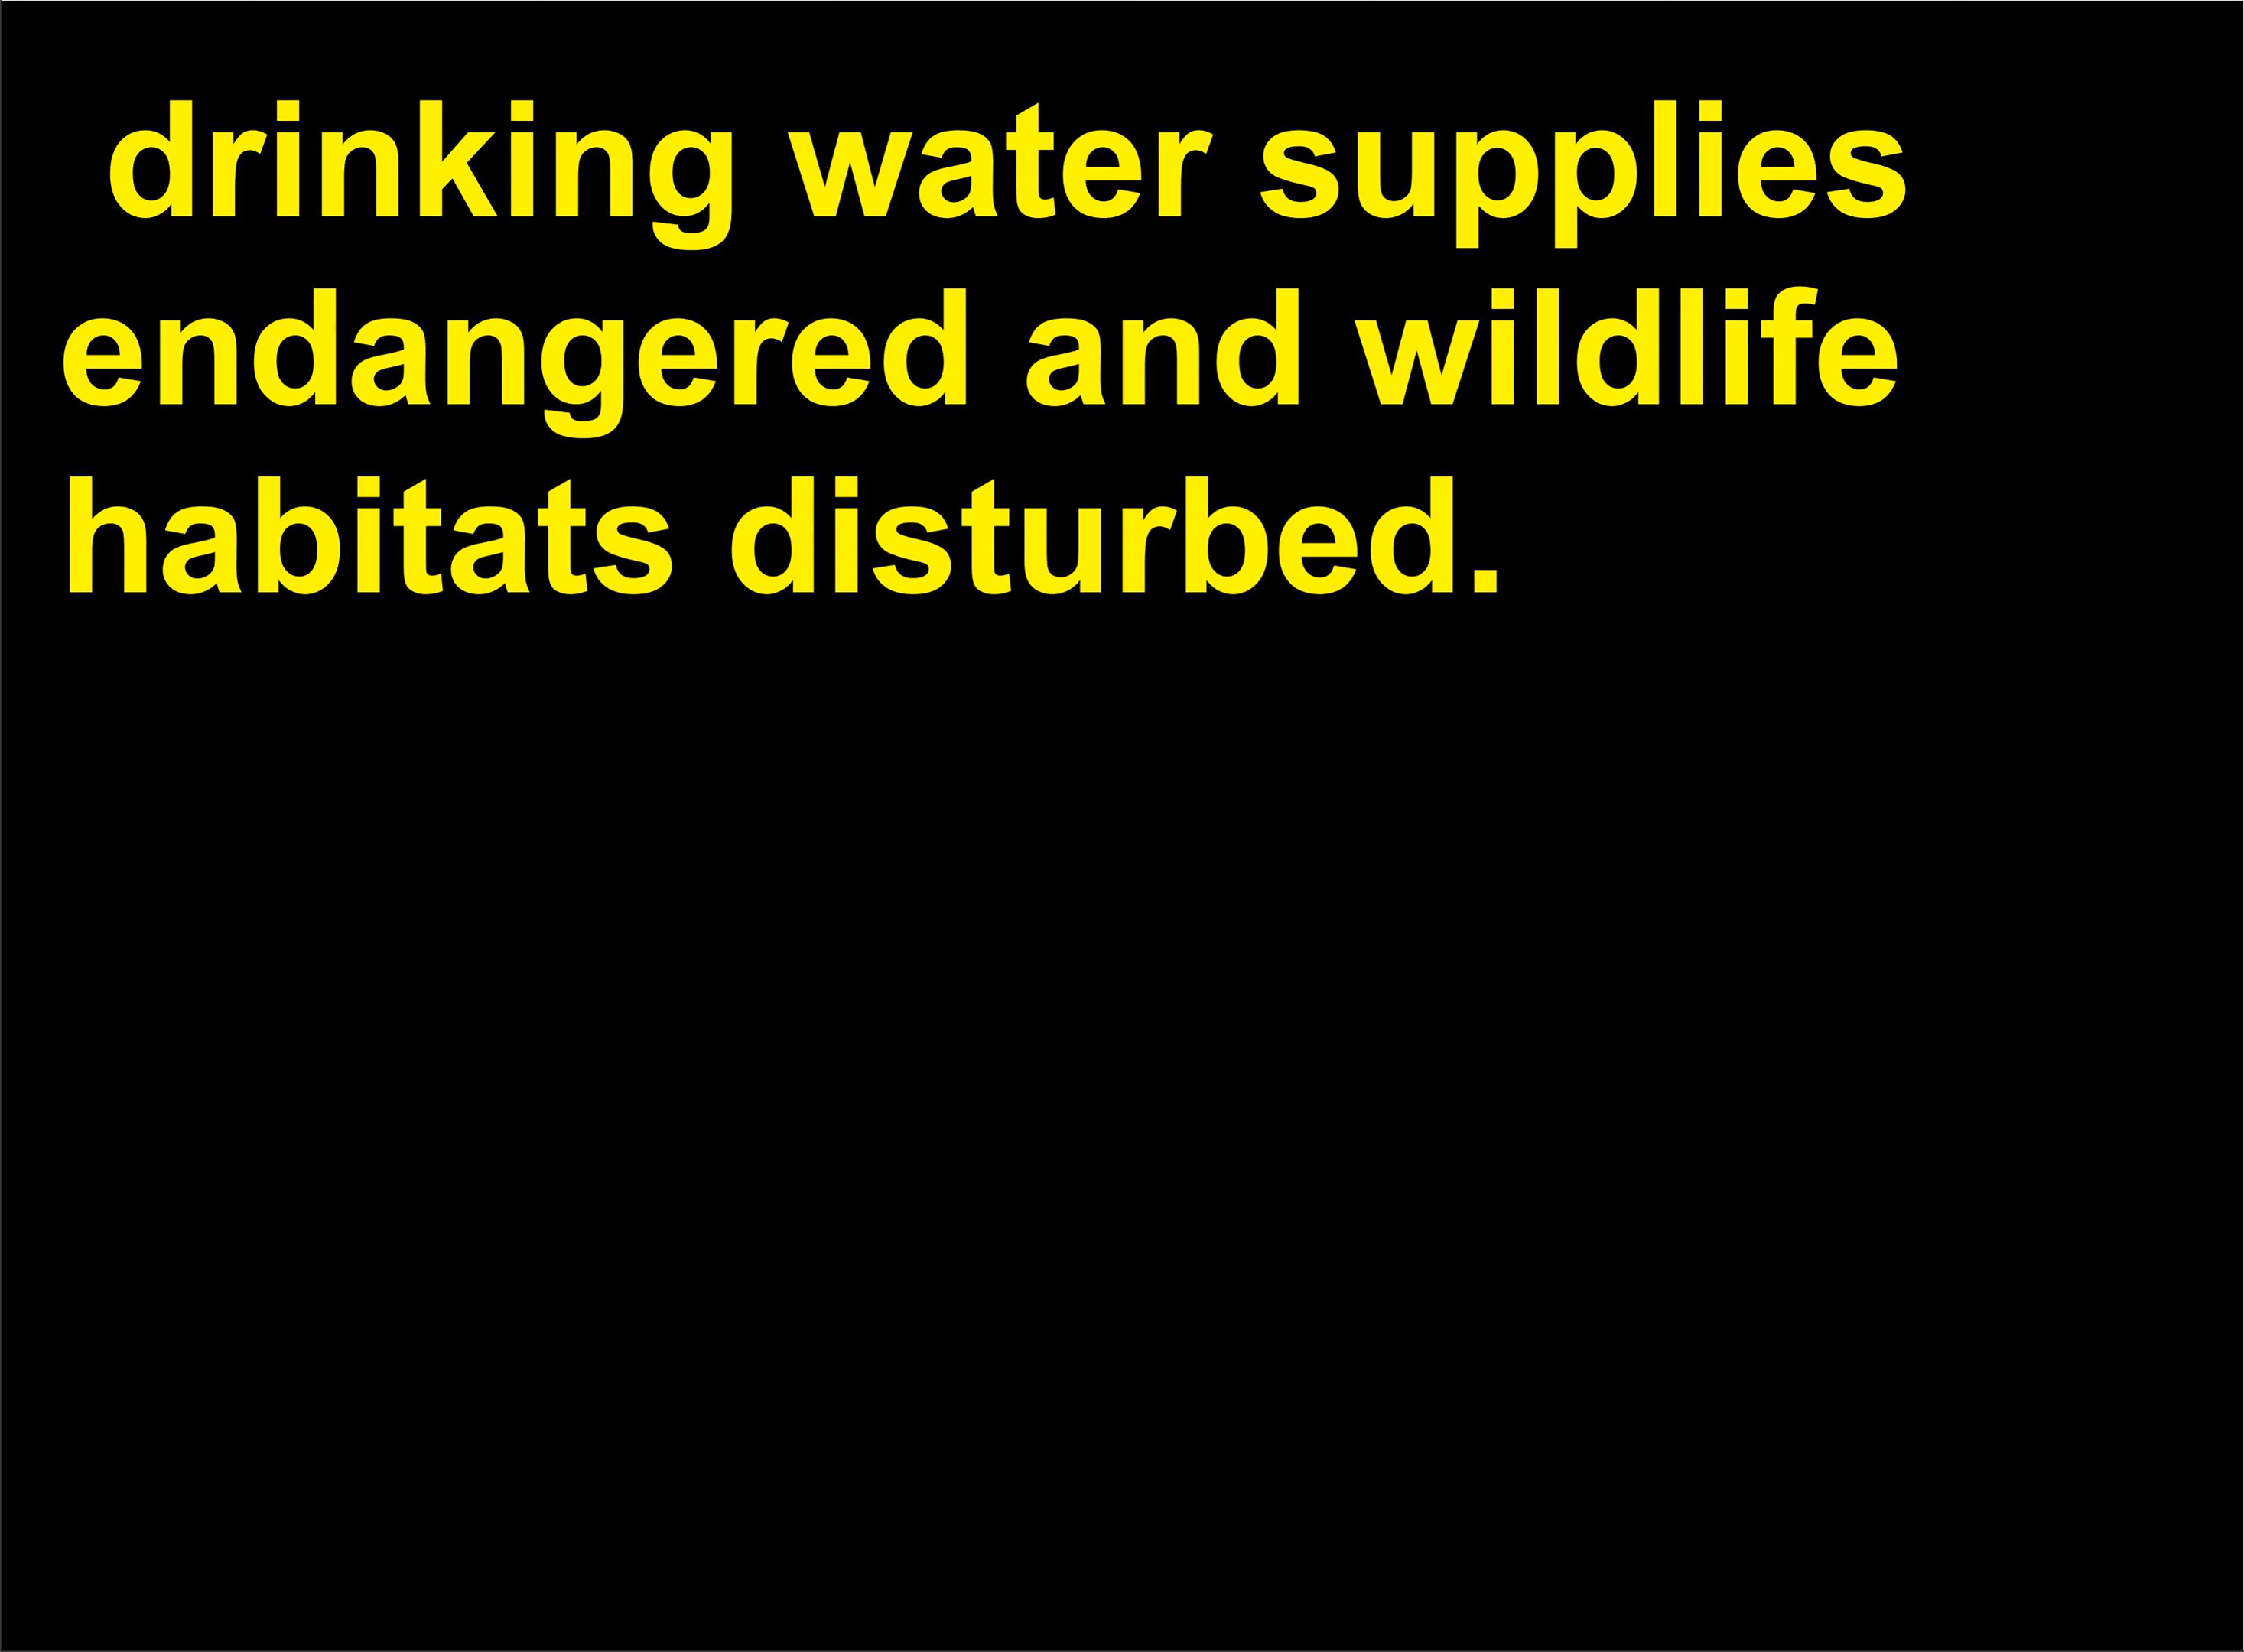 drinking water supplies
endangered and wildlife
habitats disturbed.